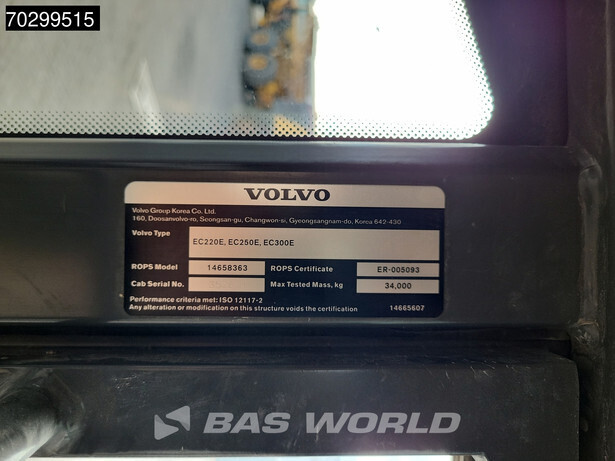 70299515
VOLVO
Volvo Group Korea Co. Ltd.
160, Doosanvolvo-ro, Seongsan-gu, Changwon-si, Gyeongsangnam-do, Korea 642-430
Volvo Type EC220E, EC250E, EC300E
ROPS Model 14658363 ROPS Certificate ER-005093
Cab Serial No. Max Tested Mass, kg 34,000
Performance criteria met: ISO 12117-2
Any alteration or modification on this structure voids the certification 14665607
BAS WORLD